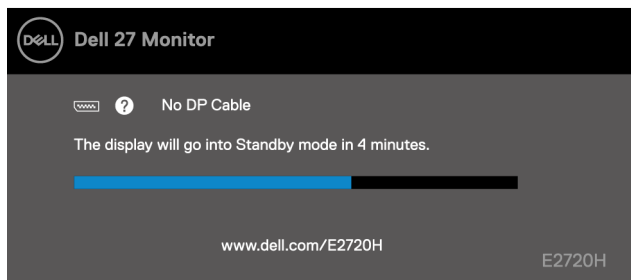 DELL Dell 27 Monitor
? No DP Cable
The display will go into Standby mode in 4 minutes.
www.dell.com/E2720H
E2720H